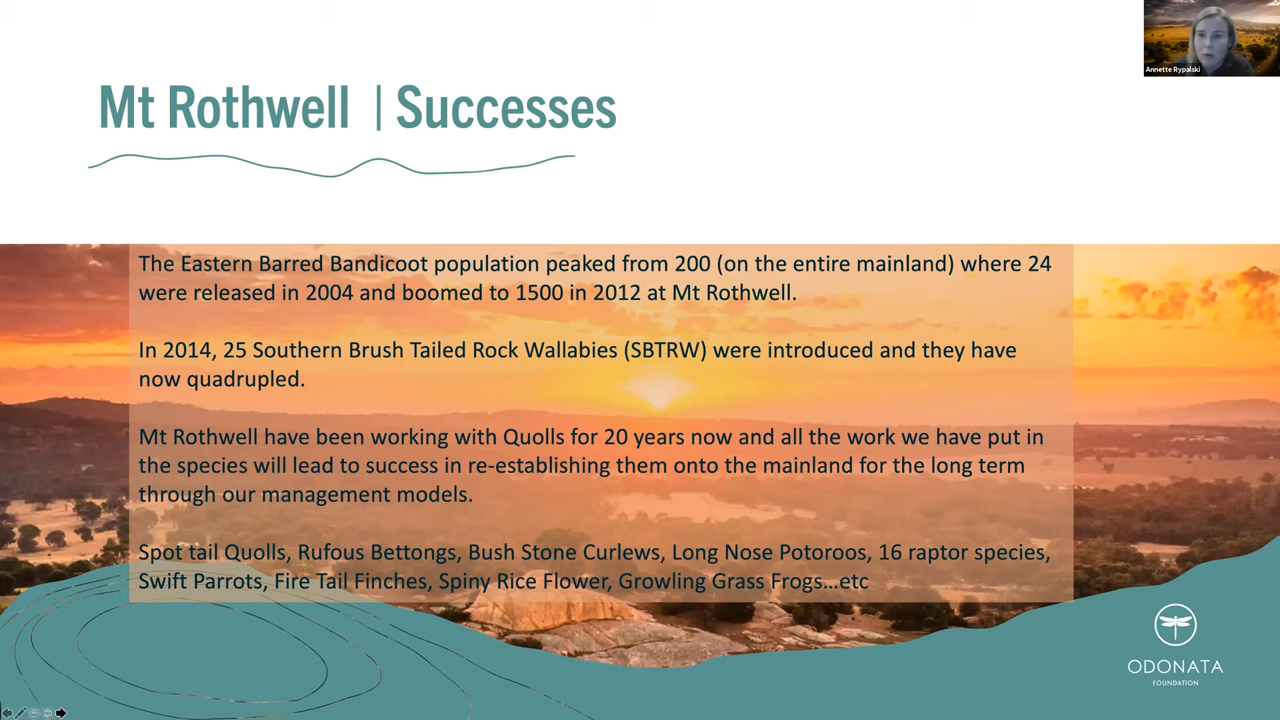 Annette Rypalski
Mt Rothwell | Successes
The Eastern Barred Bandicoot population peaked from 200 (on the entire mainland) where 24
were released in 2004 and boomed to 1500 in 2012 at Mt Rothwell.
In 2014, 25 Southern Brush Tailed Rock Wallabies (SBTRW) were introduced and they have
now quadrupled.
Mt Rothwell have been working with Quolls for 20 years now and all the work we have put in
the species will lead to success in re-establishing them onto the mainland for the long term
through our management models.
Spot tail Quolls, Rufous Bettongs, Bush Stone Curlews, Long Nose Potoroos, 16 raptor species,
Swift Parrots, Fire Tail Finches, Spiny Rice Flower, Growling Grass Frogs...etc
ODONATA
FOUNDATION